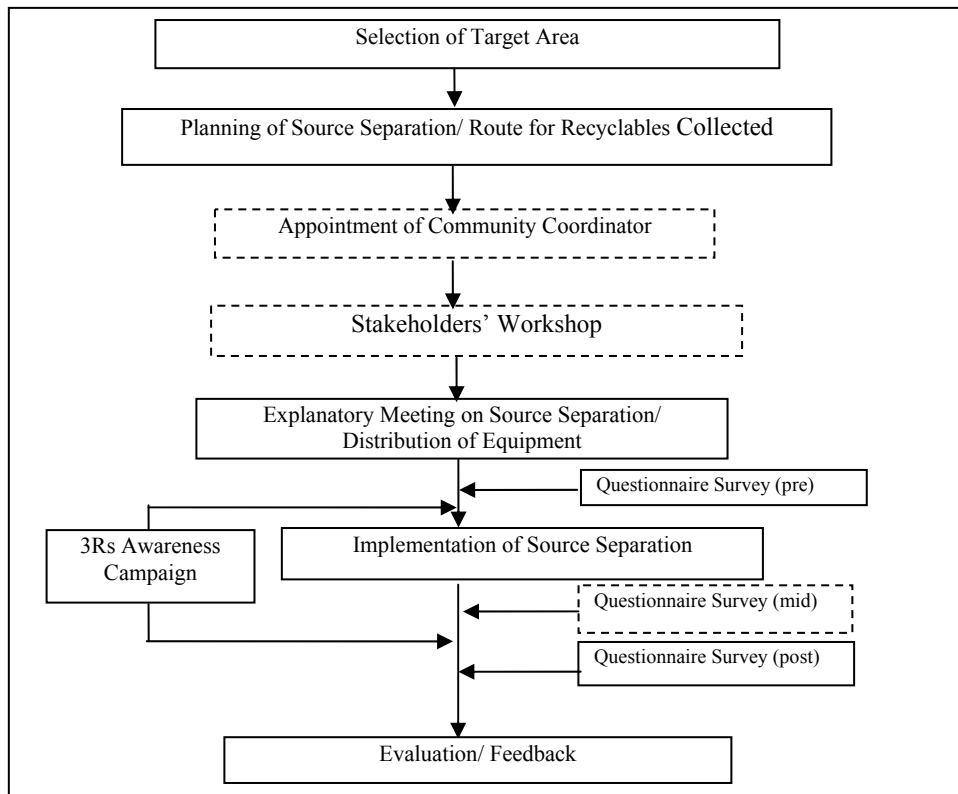 Selection of Target Area
Planning of Source Separation/ Route for Recyclables Collected
Appointment of Community Coordinator
Stakeholders’ Workshop
Explanatory Meeting on Source Separation/
Distribution of Equipment
Questionnaire Survey (pre)
3Rs Awareness
Campaign
Implementation of Source Separation
Questionnaire Survey (mid)
Questionnaire Survey (post)
Evaluation/ Feedback